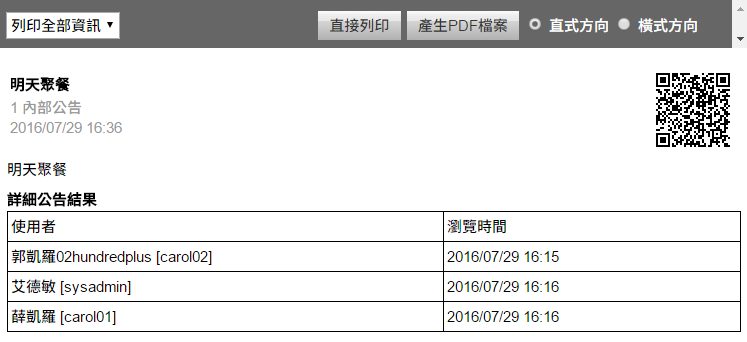 列印全部資訊 直接列印 產生PDF檔案 直式方向 橫式方向
明天聚餐
1 內部公告
2016/07/29 16:36
明天聚餐
詳細公告結果
使用者 瀏覽時間
郭凱羅02hundredplus [carol02] 2016/07/29 16:15
艾德敏 [sysadmin] 2016/07/29 16:16
薛凱羅 [carol01] 2016/07/29 16:16